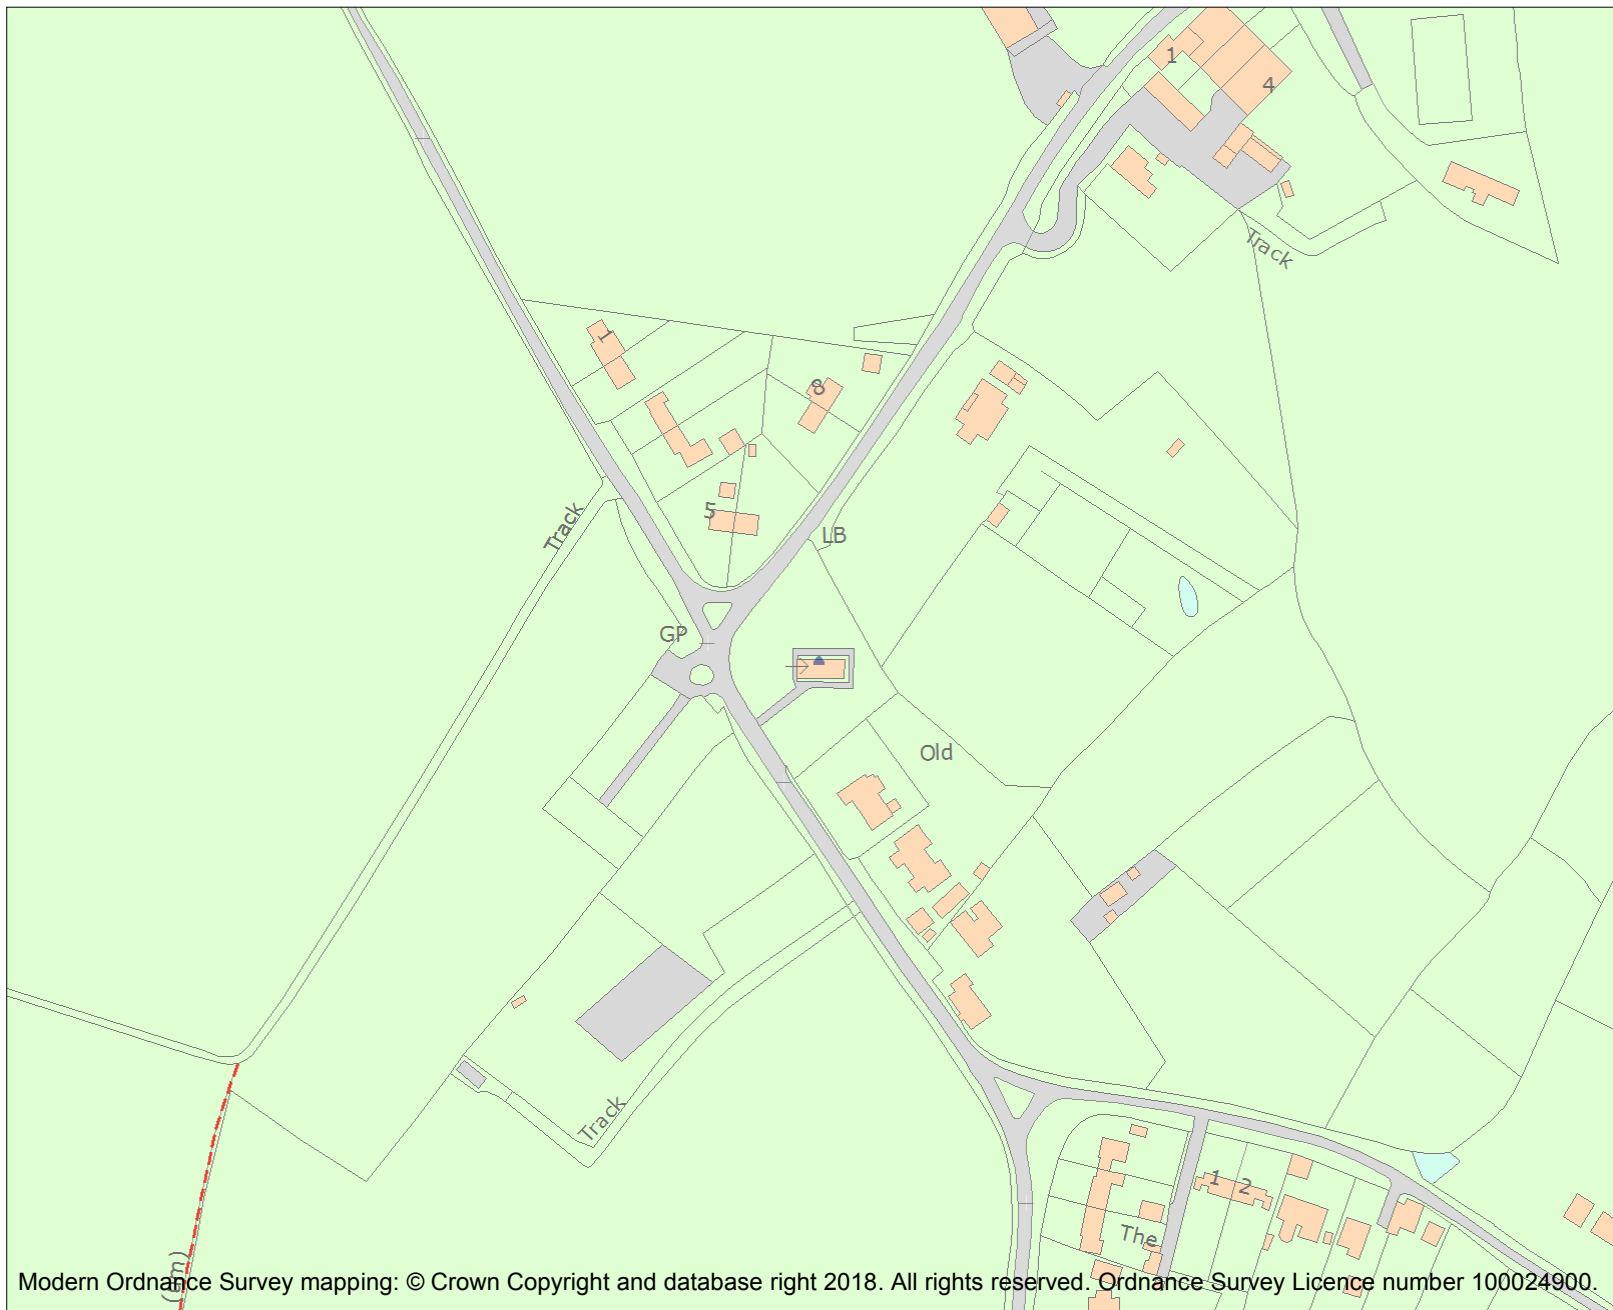 1
4
Track
1
8
5
Track
LB
GP
Old
Track
1 2
The
(um)
Modern Ordnance Survey mapping: © Crown Copyright and database right 2018. All rights reserved. Ordnance Survey Licence number 100024900.